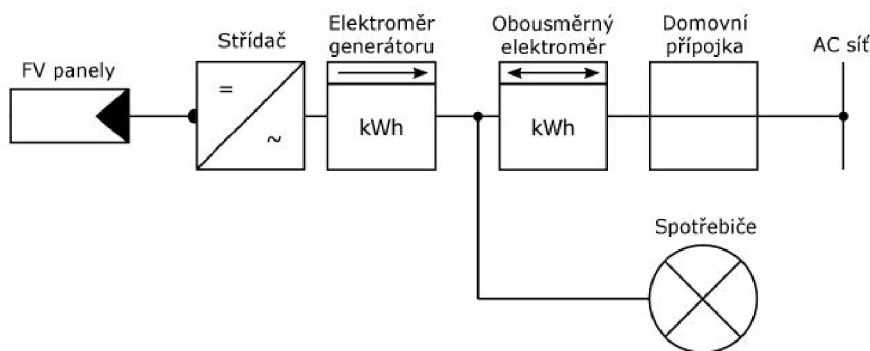 FV panely
Střídač
Elektroměr
generátoru
Obousměrný
elektroměr
Domovní
přípojka
AC síť
=
~
kWh
kWh
Spotřebiče